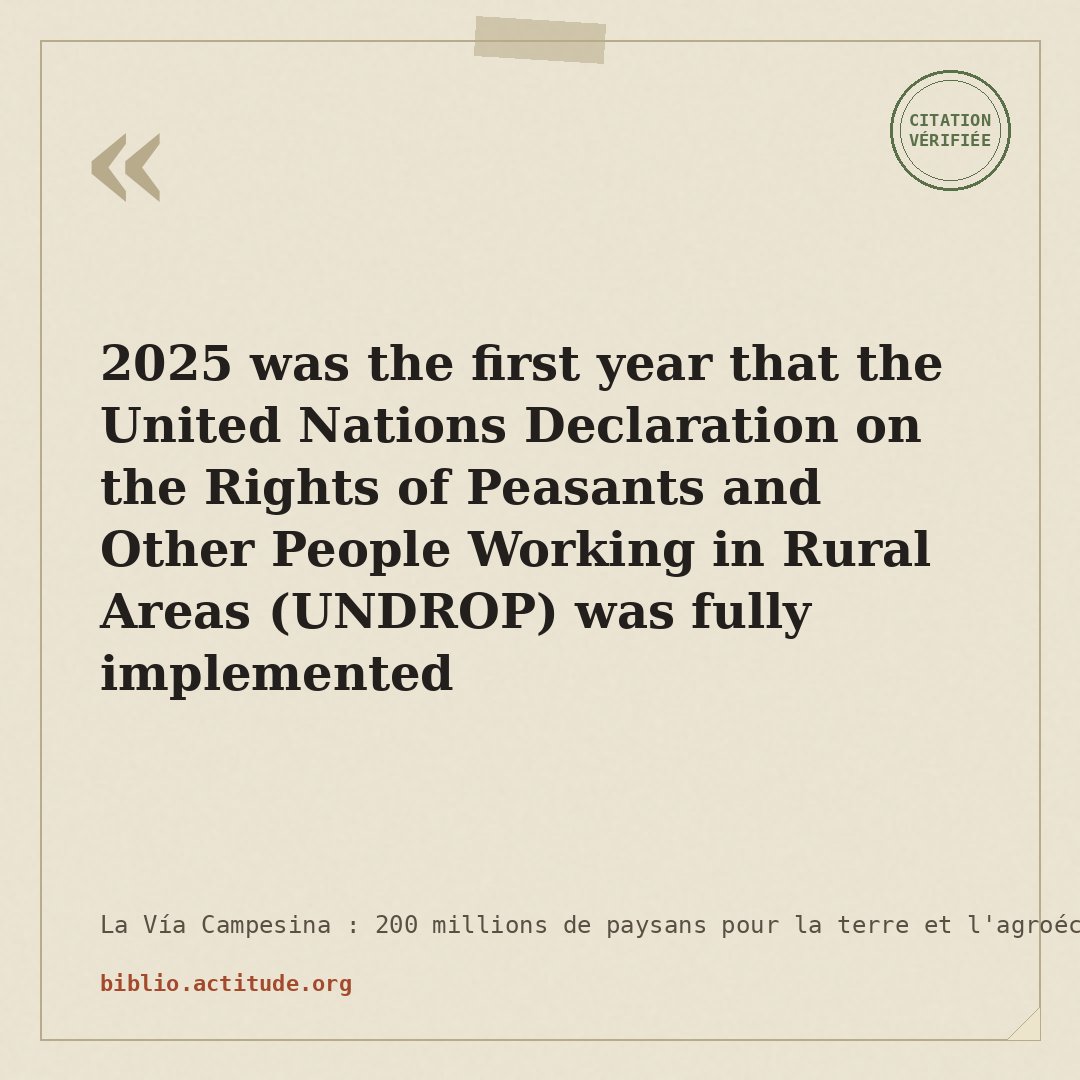 CITATION
VÉRIFIÉE
«
2025 was the first year that the
United Nations Declaration on
the Rights of Peasants and
Other People Working in Rural
Areas (UNDROP) was fully
implemented
La Vía Campesina : 200 millions de paysans pour la terre et l'agroéc
biblio.actitude.org